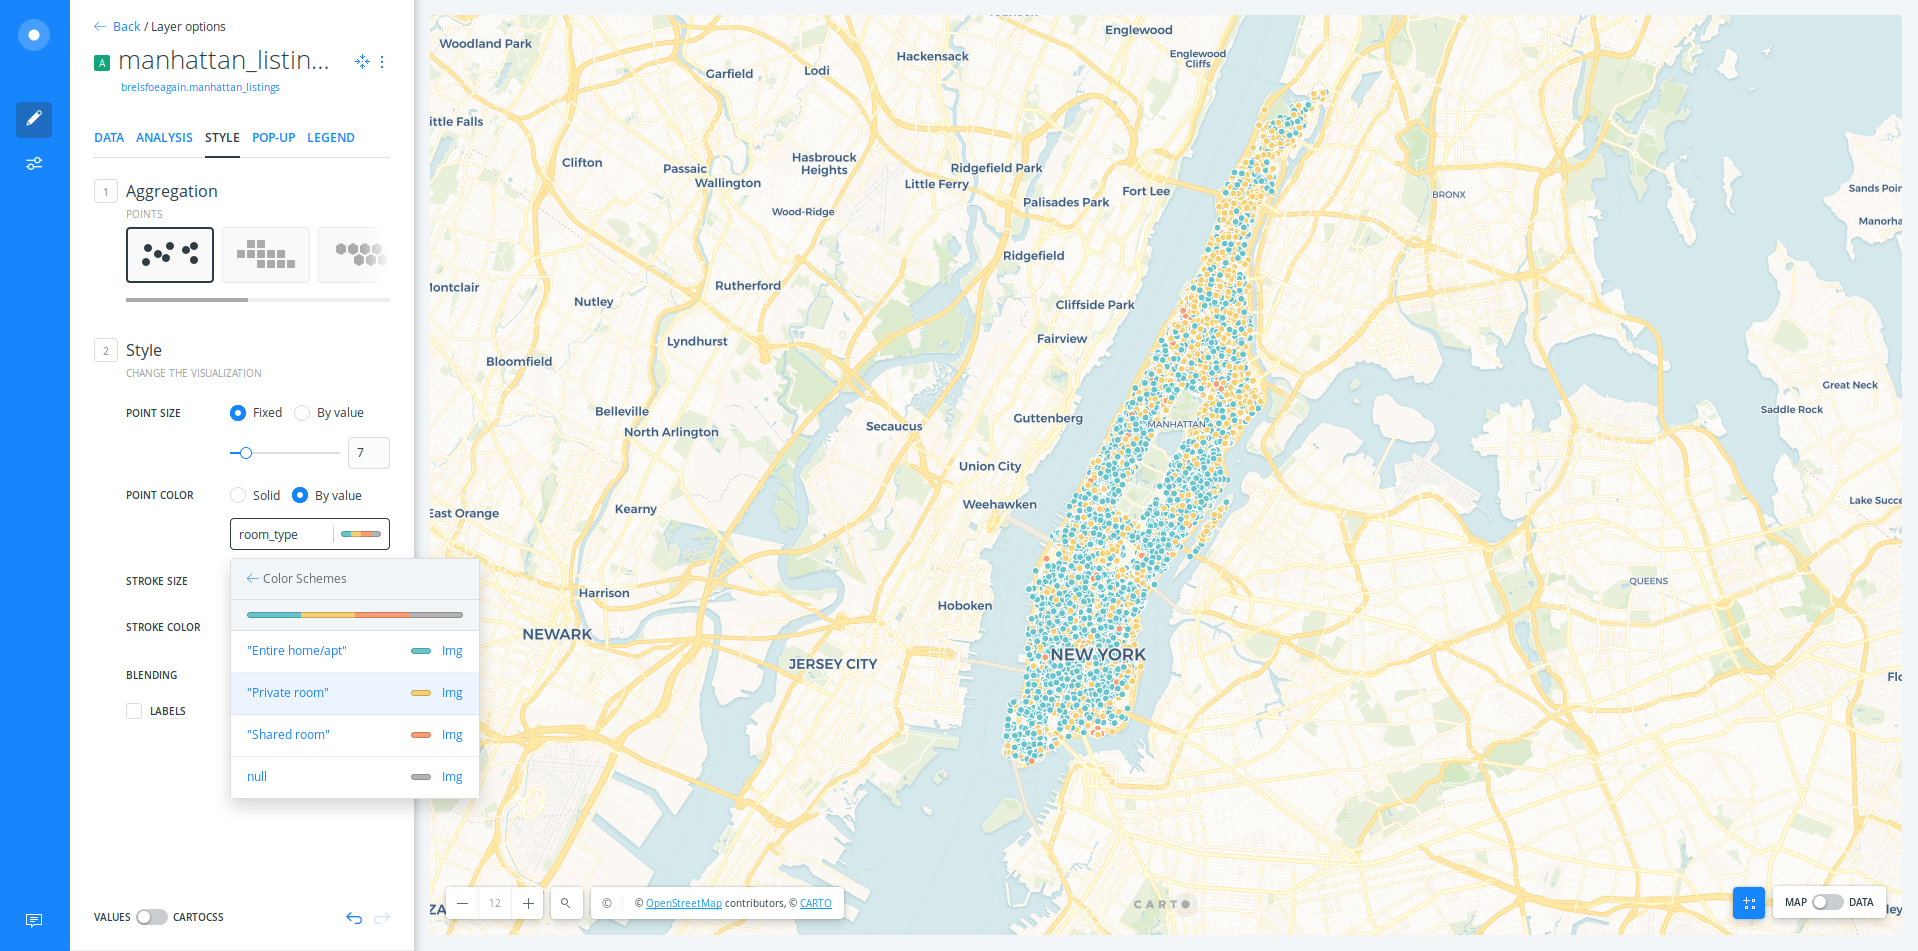 Back / Layer options
A manhattan_listin...
brelsfoeagain.manhattan_listings
DATA ANALYSIS STYLE POP-UP LEGEND
1 Aggregation
POINTS
2 Style
CHANGE THE VISUALIZATION
POINT SIZE Fixed By value
7
POINT COLOR Solid By value
room_type
STROKE SIZE
STROKE COLOR
BLENDING
LABELS
Color Schemes
"Entire home/apt" Img
"Private room" Img
"Shared room" Img
null Img
VALUES CARTOCSS
Woodland Park
Englewood
Hackensack
Englewood
Cliffs
Garfield
Lodi
ittle Falls
Clifton
Passaic
Hasbrouck
Heights
Ridgefield Park
Wallington
Little Ferry
Fort Lee
Palisades Park
Wood-Ridge
BRONX
Sands Poin
Manorha
Ridgefield
Montclair
Rutherford
Nutley
Cliffside Park
Lyndhurst
Fairview
Bloomfield
Great Neck
Belleville
Saddle Rock
Guttenberg
North Arlington
Secaucus
MANHATTAN
Union City
Weehawken
Kearny
East Orange
Lake Succe
QUEENS
Harrison
Hoboken
NEWARK
JERSEY CITY
NEW YORK
Flo
12
© © OpenStreetMap contributors, © CARTO
CARTO
MAP DATA
ZA
ley